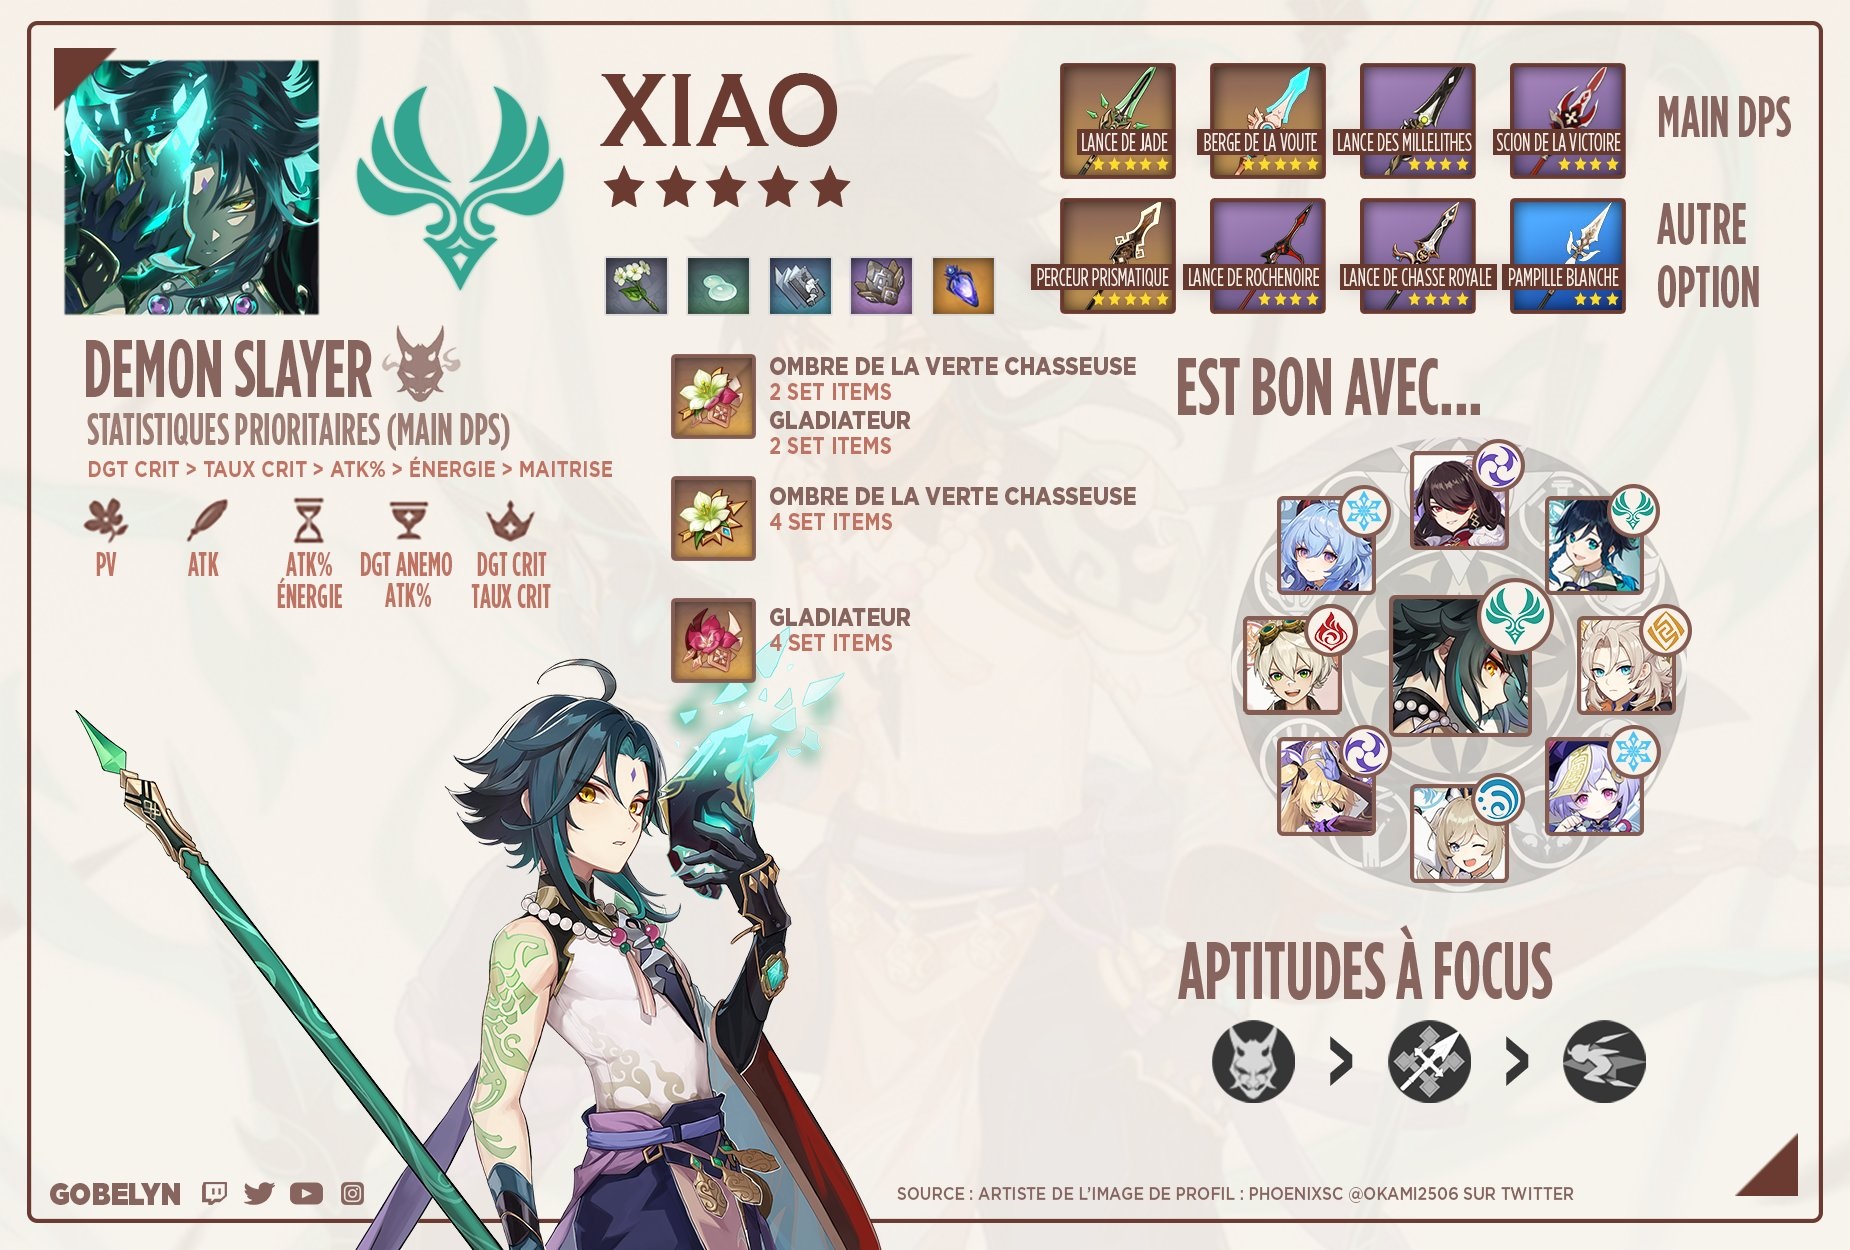 XIAO
LANCE DE JADE
BERGE DE LA VOUTE
LANCE DES MILLELITHES
SCION DE LA VICTOIRE
MAIN DPS
PERCEUR PRISMATIQUE
LANCE DE ROCHENOIRE
LANCE DE CHASSE ROYALE
PAMPILLE BLANCHE
AUTRE
OPTION
DEMON SLAYER
STATISTIQUES PRIORITAIRES (MAIN DPS)
DGT CRIT > TAUX CRIT > ATK% > ÉNERGIE > MAITRISE
PV
ATK
ATK%
ÉNERGIE
DGT ANEMO
ATK%
DGT CRIT
TAUX CRIT
OMBRE DE LA VERTE CHASSEUSE
2 SET ITEMS
GLADIATEUR
2 SET ITEMS
OMBRE DE LA VERTE CHASSEUSE
4 SET ITEMS
GLADIATEUR
4 SET ITEMS
EST BON AVEC...
APTITUDES À FOCUS
> >
GOBELYN
SOURCE : ARTISTE DE L'IMAGE DE PROFIL : PHOENIXSC @OKAMI2506 SUR TWITTER